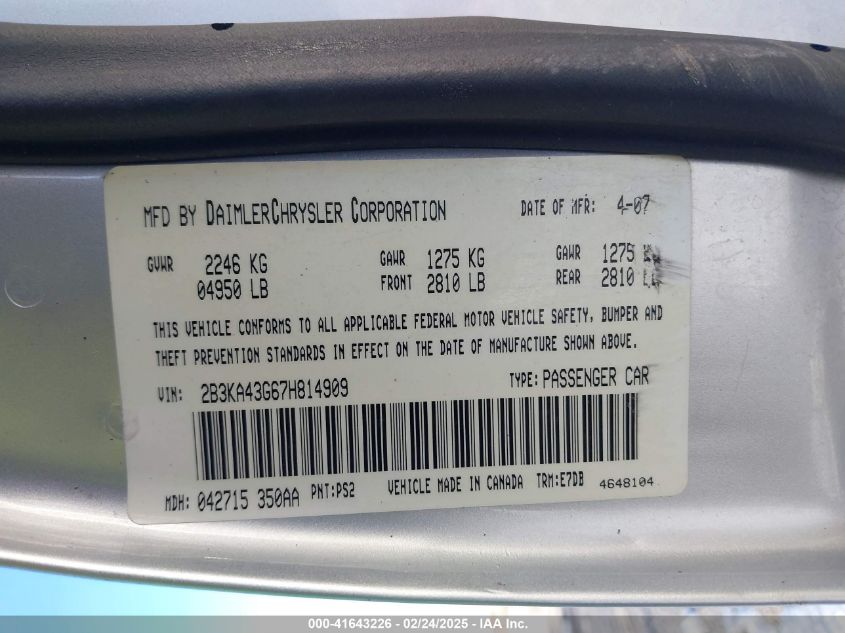 MFD BY DAIMLERCHRYSLER CORPORATION DATE OF MFR: 4-07
GVWR 2246 KG GAWR 1275 KG GAWR 1275
04950 LB FRONT 2810 LB REAR 2810
THIS VEHICLE CONFORMS TO ALL APPLICABLE FEDERAL MOTOR VEHICLE SAFETY, BUMPER AND
THEFT PREVENTION STANDARDS IN EFFECT ON THE DATE OF MANUFACTURE SHOWN ABOVE.
VIN: 2B3KA43G67H814909 TYPE: PASSENGER CAR
MDH: 042715 350AA PNT: PS2 VEHICLE MADE IN CANADA TRM: E7DB 4648104
000-41643226 - 02/24/2025 - IAA, Inc.